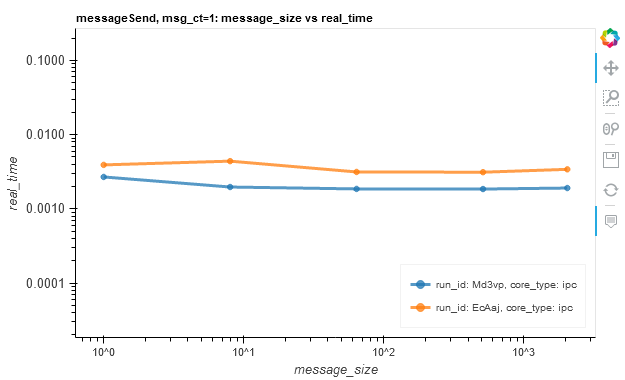 messageSend, msg_ct=1: message_size vs real_time
0.1000
0.0100
0.0010
0.0001
real_time
10^0
10^1
10^2
10^3
message_size
run_id: Md3vp, core_type: ipc
run_id: EcAaj, core_type: ipc